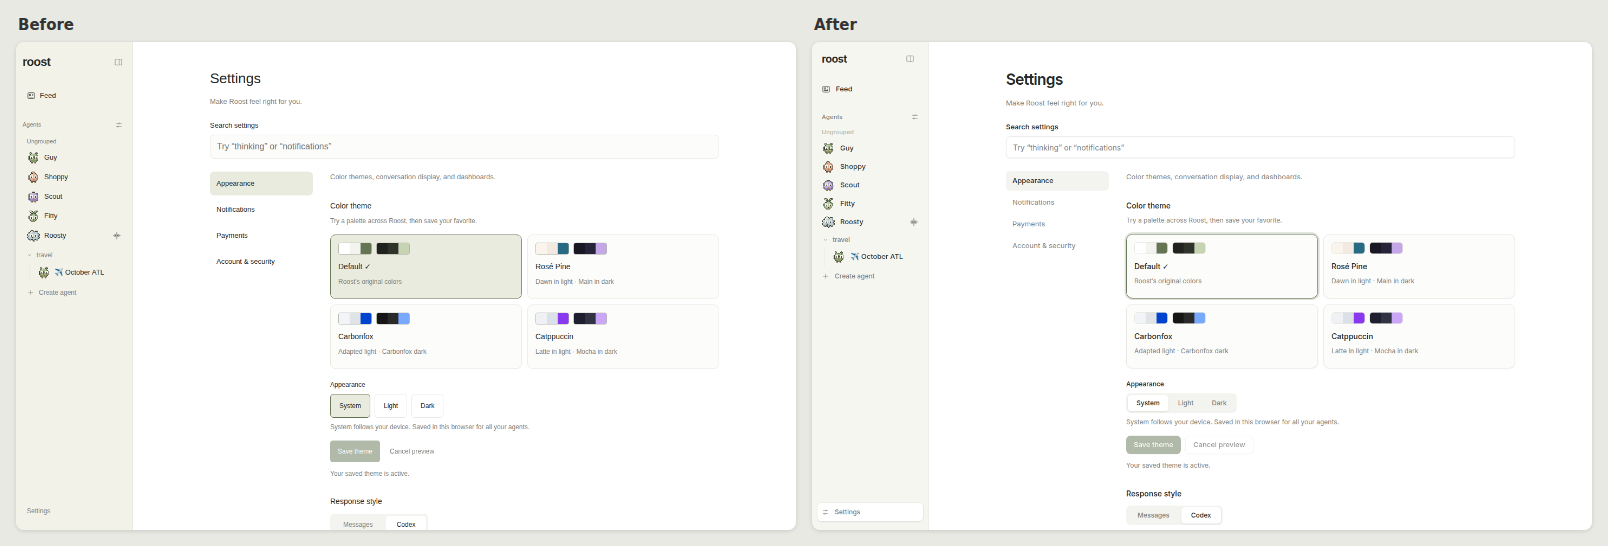 Before
roost
Feed
Agents
Ungrouped
Guy
Shoppy
Scout
Fitty
Roosty
travel
✈️ October ATL
+ Create agent
Settings
Settings
Make Roost feel right for you.
Search settings
Try “thinking” or “notifications”
Appearance
Notifications
Payments
Account & security
Color themes, conversation display, and dashboards.
Color theme
Try a palette across Roost, then save your favorite.
Default ✓
Roost's original colors
Rosé Pine
Dawn in light · Main in dark
Carbonfox
Adapted light · Carbonfox dark
Catppuccin
Latte in light · Mocha in dark
Appearance
System Light Dark
System follows your device. Saved in this browser for all your agents.
Save theme Cancel preview
Your saved theme is active.
Response style
Messages Codex
After
roost
Feed
Agents
Ungrouped
Guy
Shoppy
Scout
Fitty
Roosty
travel
✈️ October ATL
+ Create agent
Settings
Settings
Make Roost feel right for you.
Search settings
Try “thinking” or “notifications”
Appearance
Notifications
Payments
Account & security
Color themes, conversation display, and dashboards.
Color theme
Try a palette across Roost, then save your favorite.
Default ✓
Roost's original colors
Rosé Pine
Dawn in light · Main in dark
Carbonfox
Adapted light · Carbonfox dark
Catppuccin
Latte in light · Mocha in dark
Appearance
System Light Dark
System follows your device. Saved in this browser for all your agents.
Save theme Cancel preview
Your saved theme is active.
Response style
Messages Codex